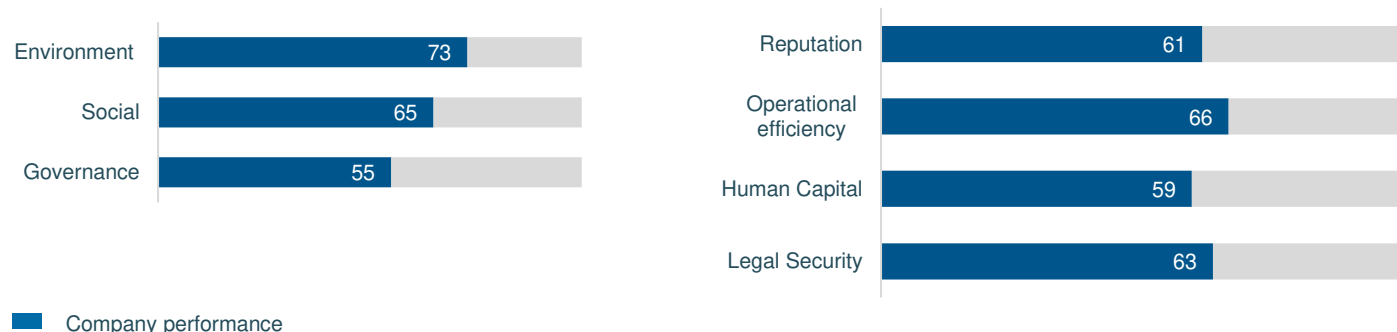 Environment 73
Social 65
Governance 55
Reputation 61
Operational
efficiency 66
Human Capital 59
Legal Security 63
Company performance